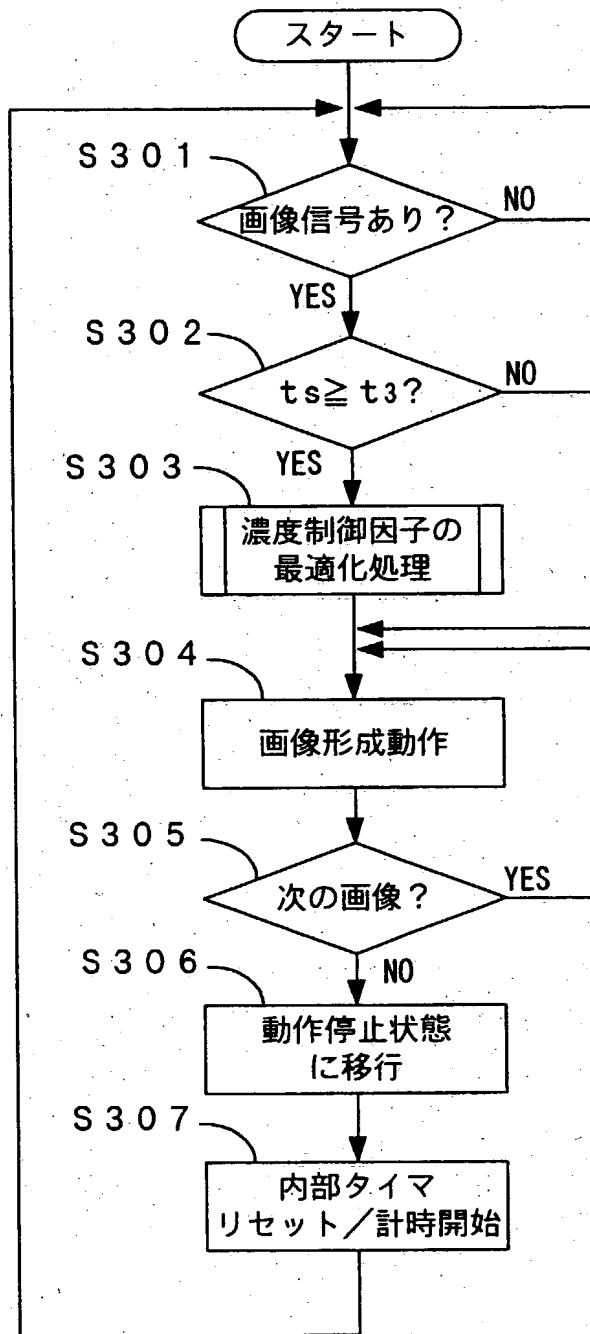 スタート
S301
画像信号あり？
NO
YES
S302
ts≧t3？
NO
YES
S303
濃度制御因子の
最適化処理
S304
画像形成動作
S305
次の画像？
YES
NO
S306
動作停止状態
に移行
S307
内部タイマ
リセット／計時開始